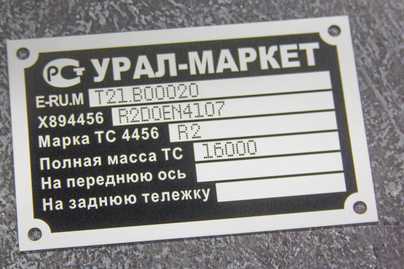 УРАЛ-МАРКЕТ
E-RU.M T21.B00020
X894456 R2D0EN4107
Марка ТС 4456 R2
Полная масса ТС 16000
На переднюю ось
На заднюю тележку